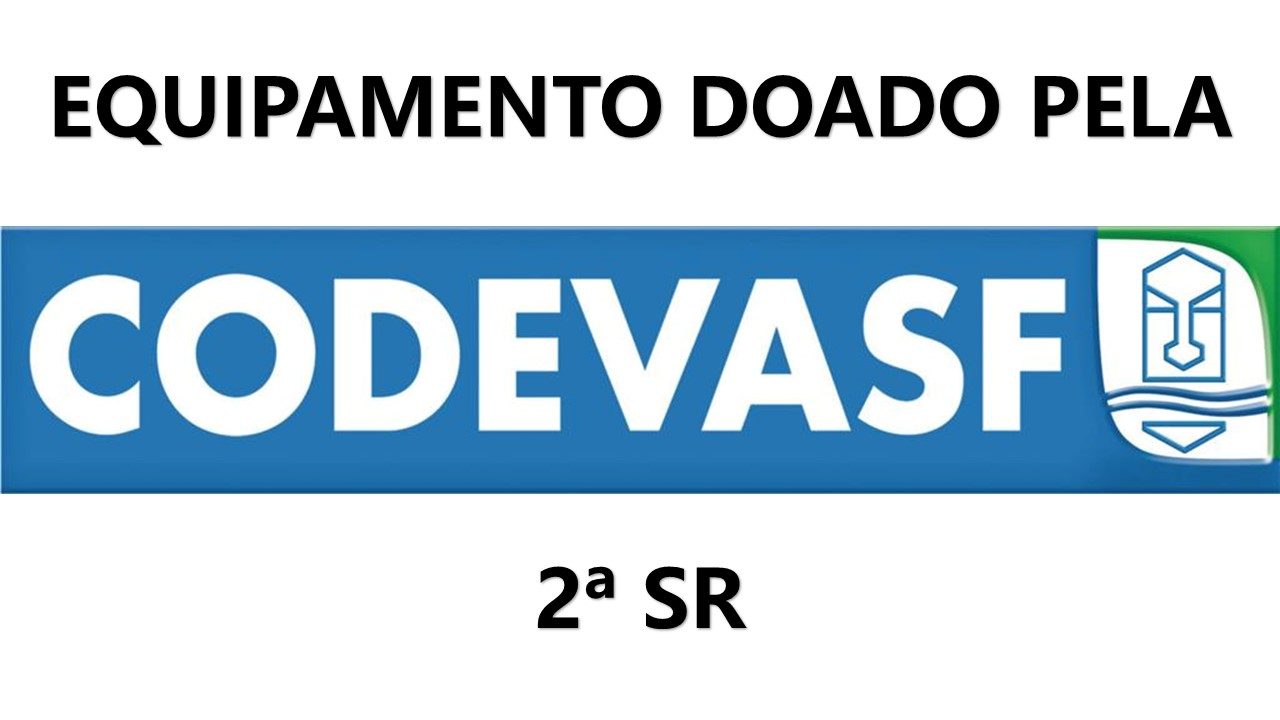 EQUIPAMENTO DOADO PELA
CODEVASF
2ª SR